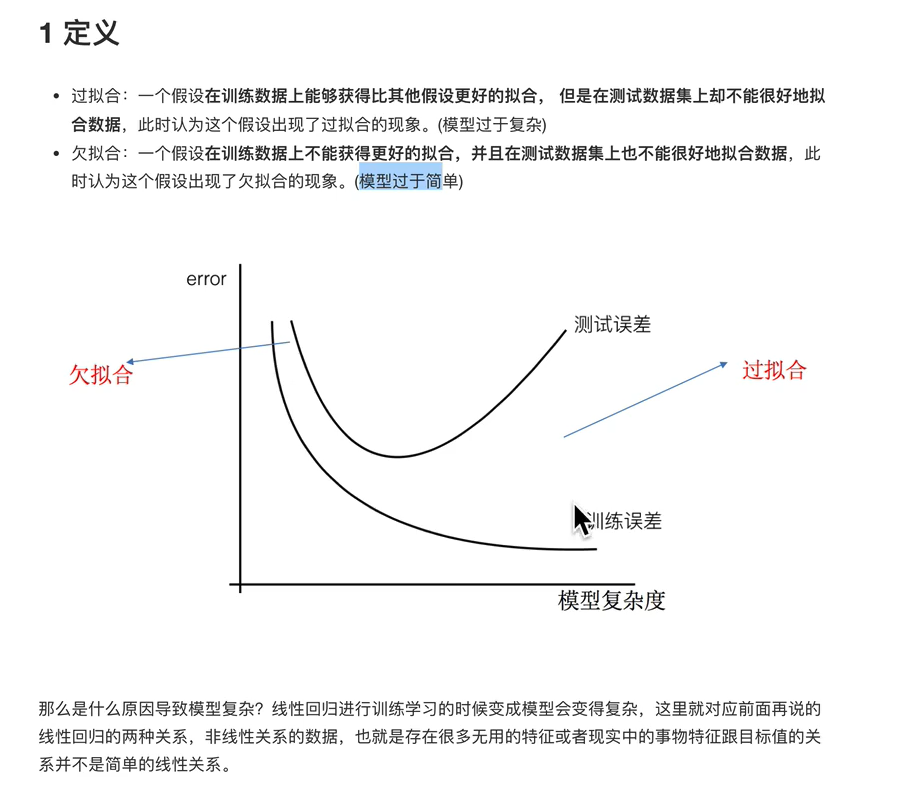 1 定义
• 过拟合：一个假设在训练数据上能够获得比其他假设更好的拟合， 但是在测试数据集上却不能很好地拟
合数据，此时认为这个假设出现了过拟合的现象。(模型过于复杂)
• 欠拟合：一个假设在训练数据上不能获得更好的拟合，并且在测试数据集上也不能很好地拟合数据，此
时认为这个假设出现了欠拟合的现象。(模型过于简单)
error
测试误差
欠拟合
过拟合
训练误差
模型复杂度
那么是什么原因导致模型复杂？线性回归进行训练学习的时候变成模型会变得复杂，这里就对应前面再说的
线性回归的两种关系，非线性关系的数据，也就是存在很多无用的特征或者现实中的事物特征跟目标值的关
系并不是简单的线性关系。